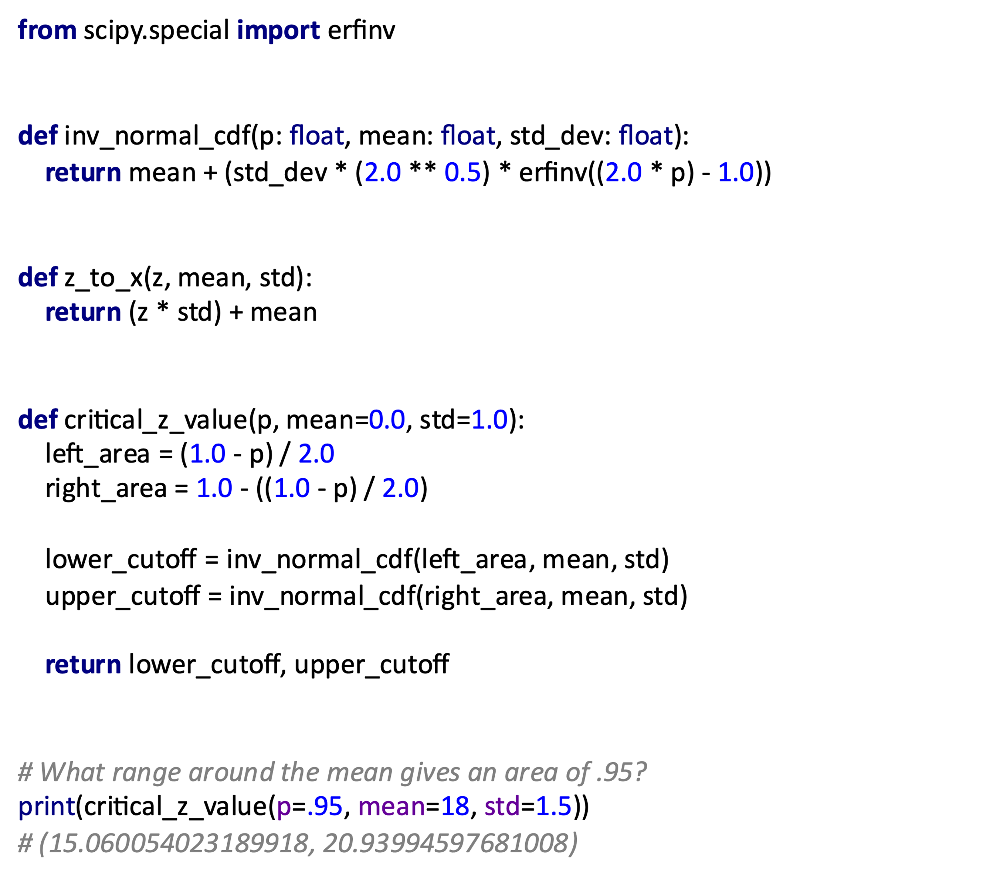 from scipy.special import erfinv
def inv_normal_cdf(p: float, mean: float, std_dev: float):
    return mean + (std_dev * (2.0 ** 0.5) * erfinv((2.0 * p) - 1.0))
def z_to_x(z, mean, std):
    return (z * std) + mean
def critical_z_value(p, mean=0.0, std=1.0):
    left_area = (1.0 - p) / 2.0
    right_area = 1.0 - ((1.0 - p) / 2.0)
    lower_cutoff = inv_normal_cdf(left_area, mean, std)
    upper_cutoff = inv_normal_cdf(right_area, mean, std)
    return lower_cutoff, upper_cutoff
# What range around the mean gives an area of .95?
print(critical_z_value(p=.95, mean=18, std=1.5))
# (15.060054023189918, 20.93994597681008)